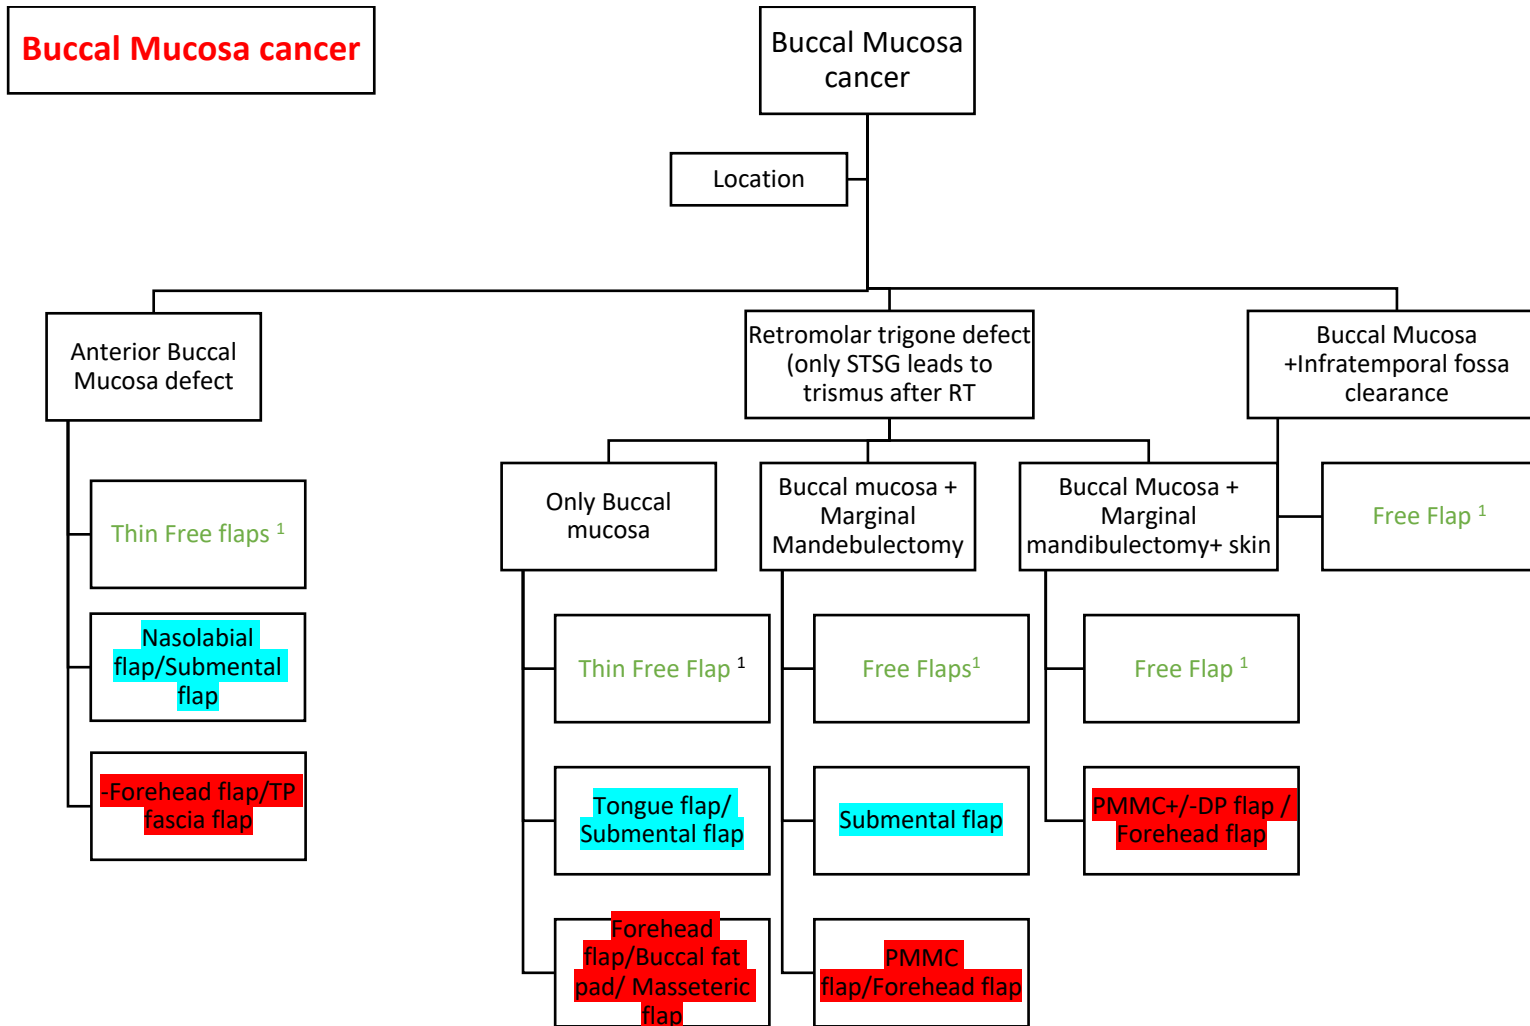 Buccal Mucosa cancer
Buccal Mucosa
cancer
Location
Anterior Buccal
Mucosa defect
Thin Free flaps ¹
Nasolabial
flap/Submental
flap
-Forehead flap/TP
fascia flap
Retromolar trigone defect
(only STSG leads to
trismus after RT
Only Buccal
mucosa
Thin Free Flap ¹
Tongue flap/
Submental flap
Forehead
flap/Buccal fat
pad/ Masseteric
flap
Buccal mucosa +
Marginal
Mandebulectomy
Free Flaps¹
Submental flap
PMMC
flap/Forehead flap
Buccal Mucosa +
Marginal
mandibulectomy+ skin
Free Flap ¹
PMMC+/-DP flap /
Forehead flap
Buccal Mucosa
+Infratemporal fossa
clearance
Free Flap ¹